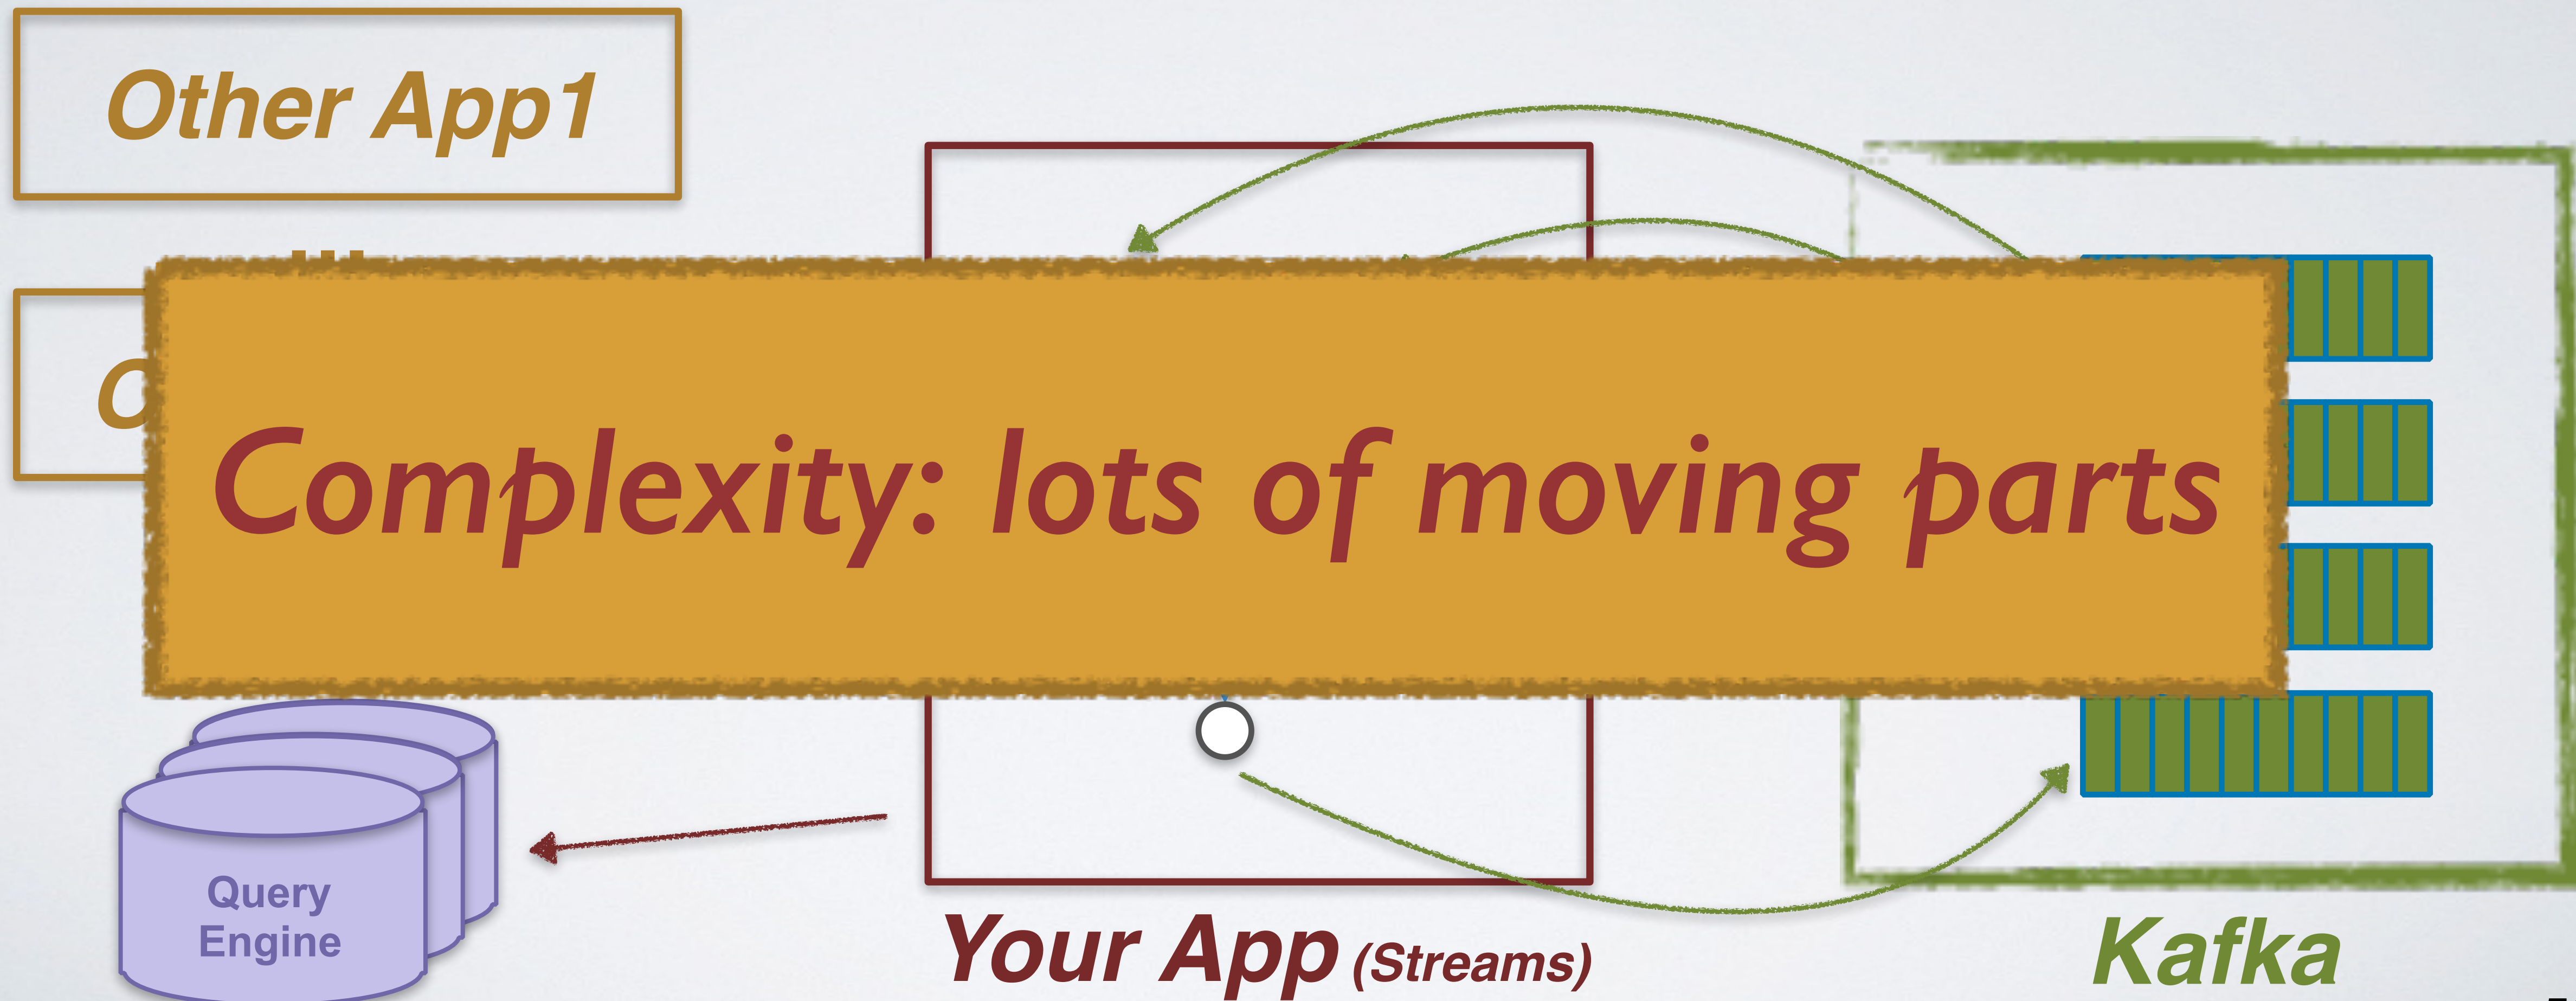 Other App1
...
Complexity: lots of moving parts
Query
Engine
Your App (Streams)
Kafka